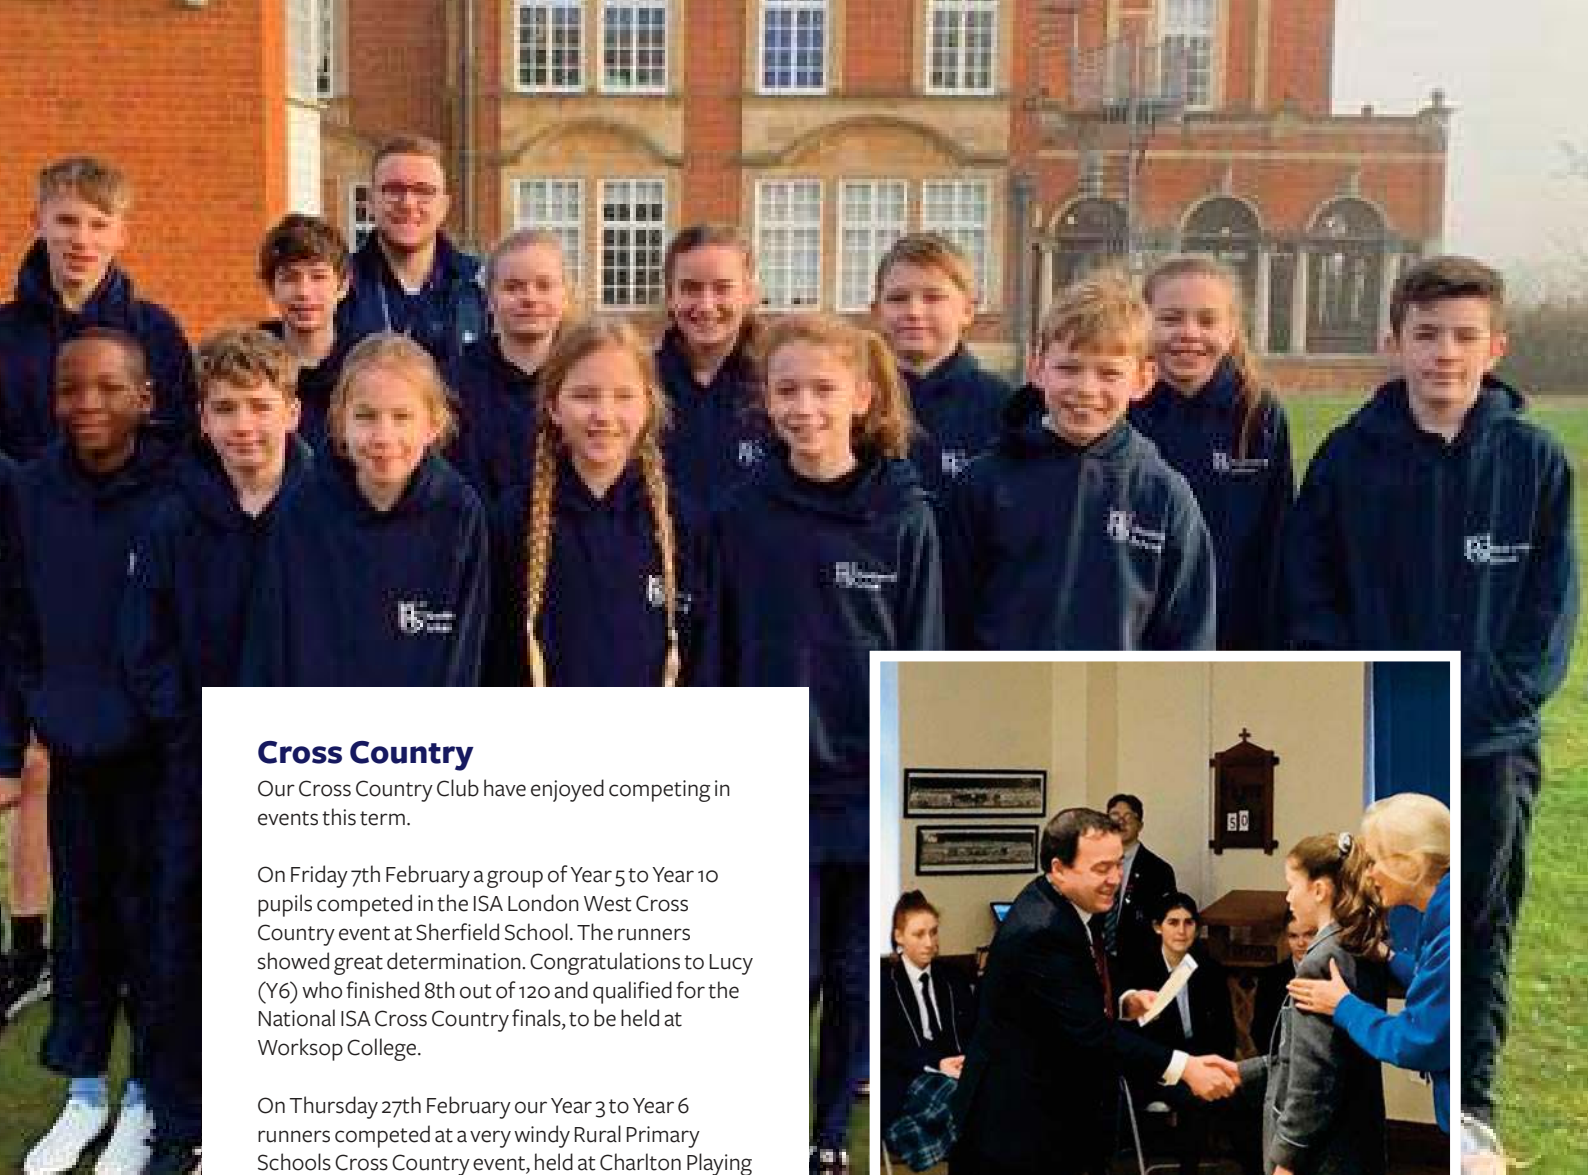 Cross Country
Our Cross Country Club have enjoyed competing in
events this term.
On Friday 7th February a group of Year 5 to Year 10
pupils competed in the ISA London West Cross
Country event at Sherfield School. The runners
showed great determination. Congratulations to Lucy
(Y6) who finished 8th out of 120 and qualified for the
National ISA Cross Country finals, to be held at
Worksop College.
On Thursday 27th February our Year 3 to Year 6
runners competed at a very windy Rural Primary
Schools Cross Country event, held at Charlton Playing
50